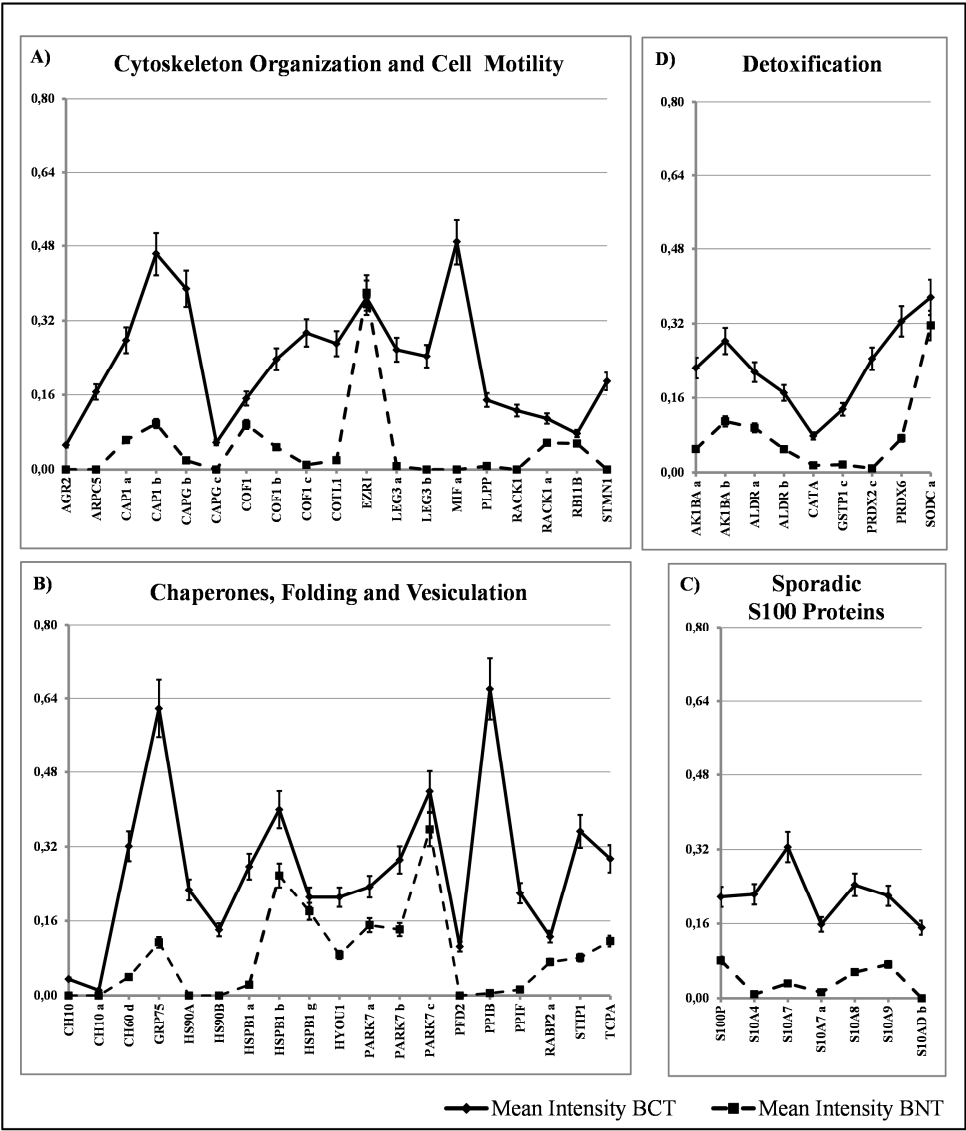 A)
Cytoskeleton Organization and Cell Motility
0,80
0,64
0,48
0,32
0,16
0,00
AGR2
ARPC5
CAP1 a
CAP1 b
CAPG b
CAPG c
COF1
COF1 b
COF1 c
COTL1
EZRI
LEG3 a
LEG3 b
MIF a
PLPP
RACK1
RACK1 a
RB11B
STMN1
D)
Detoxification
0,80
0,64
0,48
0,32
0,16
0,00
AK1BA a
AK1BA b
ALDR a
ALDR b
CATA
GSTP1 c
PRDX2 c
PRDX6
SODC a
B)
Chaperones, Folding and Vesiculation
0,80
0,64
0,48
0,32
0,16
0,00
CH10
CH10 a
CH60 d
GRP75
HS90A
HS90B
HSPB1 a
HSPB1 b
HSPB1 g
HYOU1
PARK7 a
PARK7 b
PARK7 c
PFD2
PPIB
PPIF
RABP2 a
STIP1
TCPA
C)
Sporadic
S100 Proteins
0,80
0,64
0,48
0,32
0,16
0,00
S100P
S10A4
S10A7
S10A7 a
S10A8
S10A9
S10AD b
Mean Intensity BCT
Mean Intensity BNT